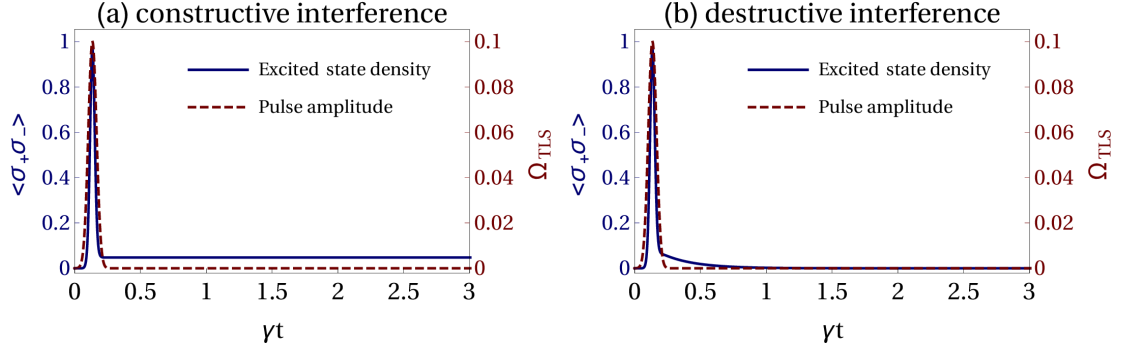 (a) constructive interference
1
0.8
0.6
0.4
0.2
0
<σ₊σ₋>
Excited state density
Pulse amplitude
0.1
0.08
0.06
0.04
0.02
0
Ω_TLS
0 0.5 1 1.5 2 2.5 3
γt
(b) destructive interference
1
0.8
0.6
0.4
0.2
0
<σ₊σ₋>
Excited state density
Pulse amplitude
0.1
0.08
0.06
0.04
0.02
0
Ω_TLS
0 0.5 1 1.5 2 2.5 3
γt